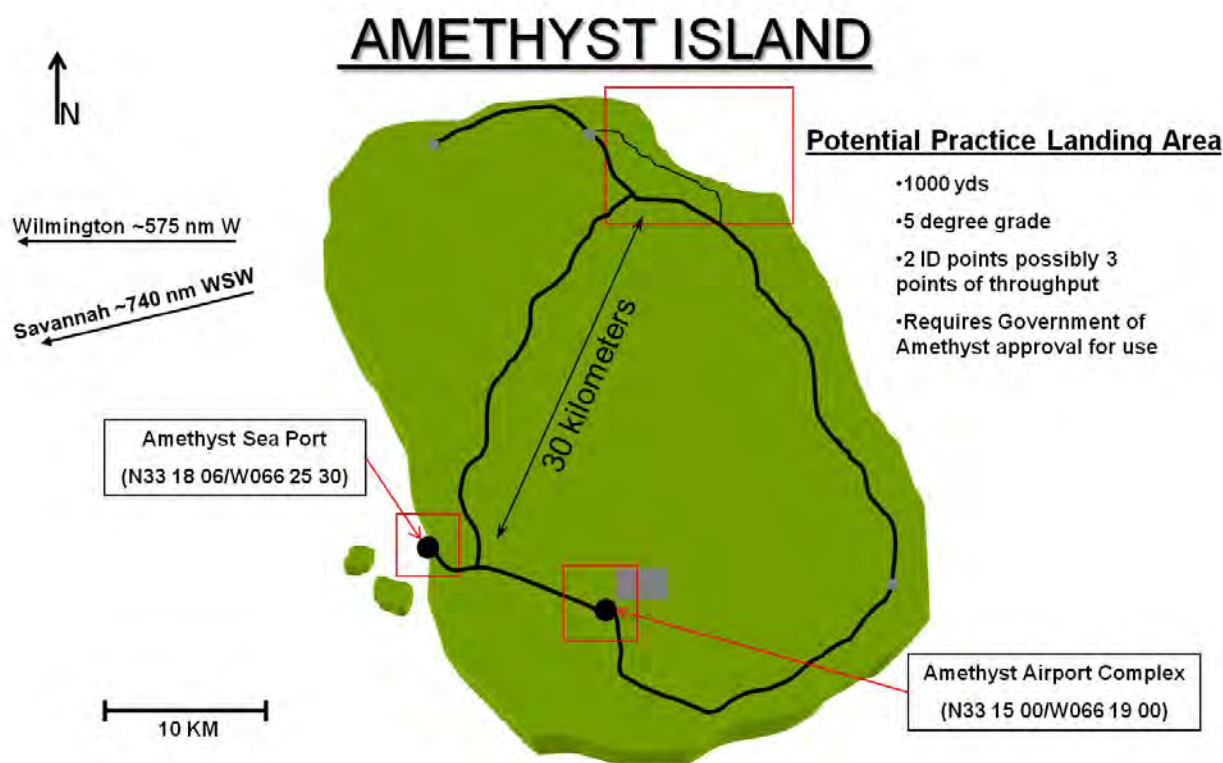 AMETHYST ISLAND
N
Potential Practice Landing Area
•1000 yds
•5 degree grade
•2 ID points possibly 3
points of throughput
•Requires Government of
Amethyst approval for use
Wilmington ~575 nm W
Savannah ~740 nm WSW
30 kilometers
Amethyst Sea Port
(N33 18 06/W066 25 30)
Amethyst Airport Complex
(N33 15 00/W066 19 00)
10 KM